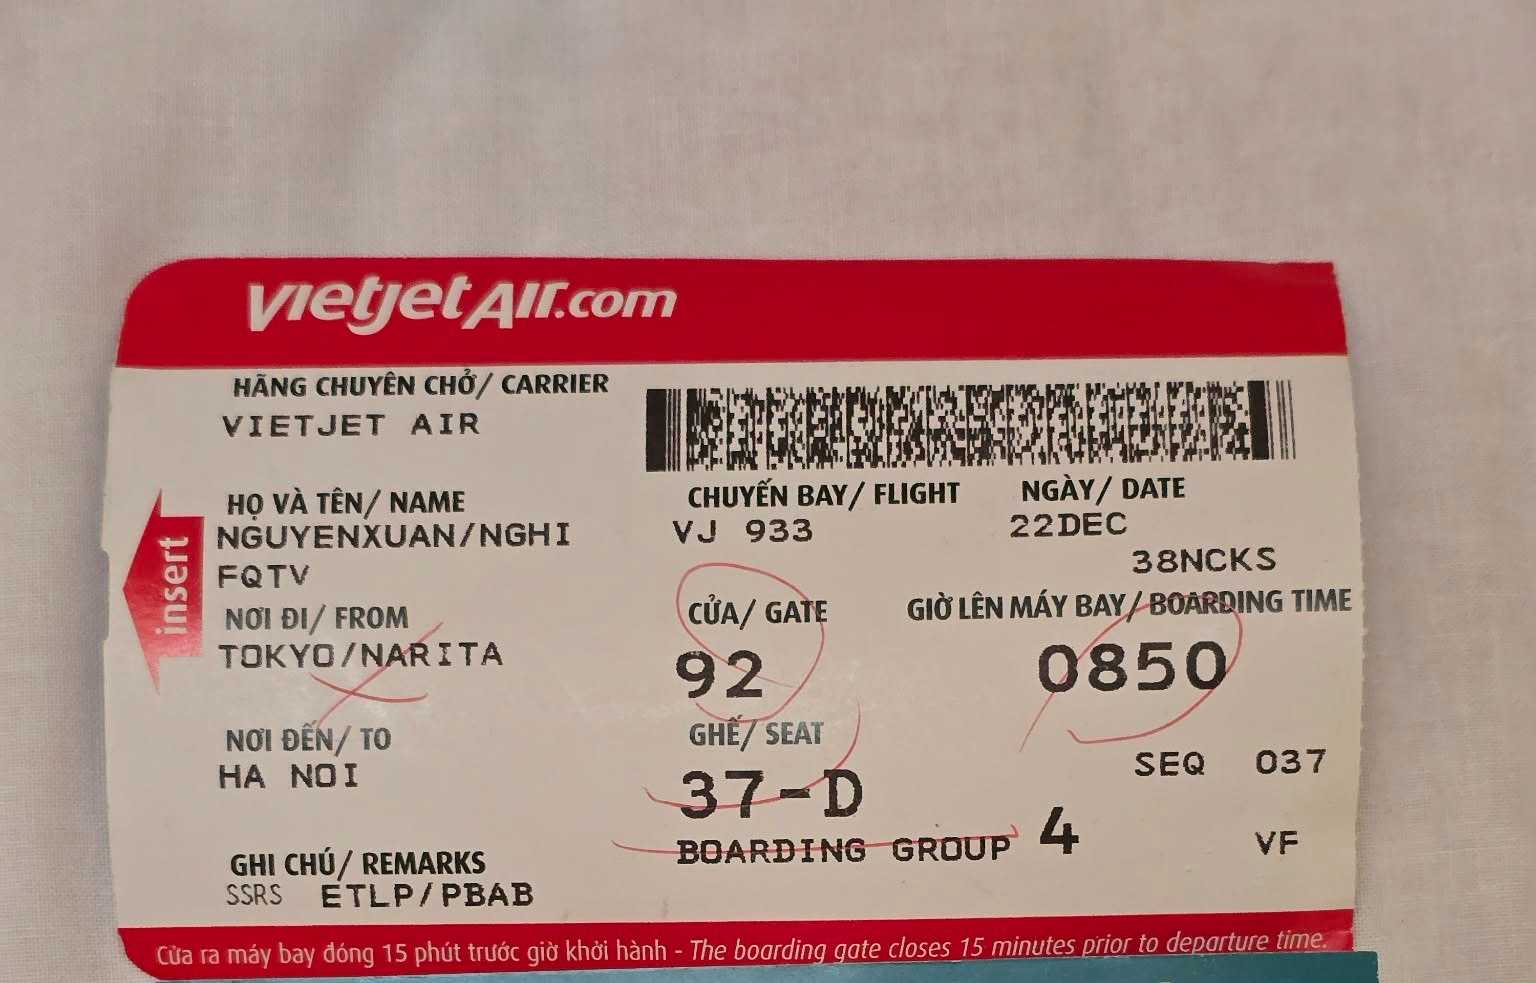 vietjetAir.com
HÃNG CHUYÊN CHỞ/ CARRIER
VIETJET AIR
HỌ VÀ TÊN/ NAME
NGUYENXUAN/NGHI
FQTV
CHUYẾN BAY/ FLIGHT
VJ 933
NGÀY/ DATE
22DEC
38NCKS
insert
NƠI ĐI/ FROM
TOKYO/NARITA
CỬA/ GATE
92
GIỜ LÊN MÁY BAY/ BOARDING TIME
0850
NƠI ĐẾN/ TO
HA NOI
GHẾ/ SEAT
37-D
SEQ 037
BOARDING GROUP 4
VF
GHI CHÚ/ REMARKS
SSRS ETLP/PBAB
Cửa ra máy bay đóng 15 phút trước giờ khởi hành - The boarding gate closes 15 minutes prior to departure time.